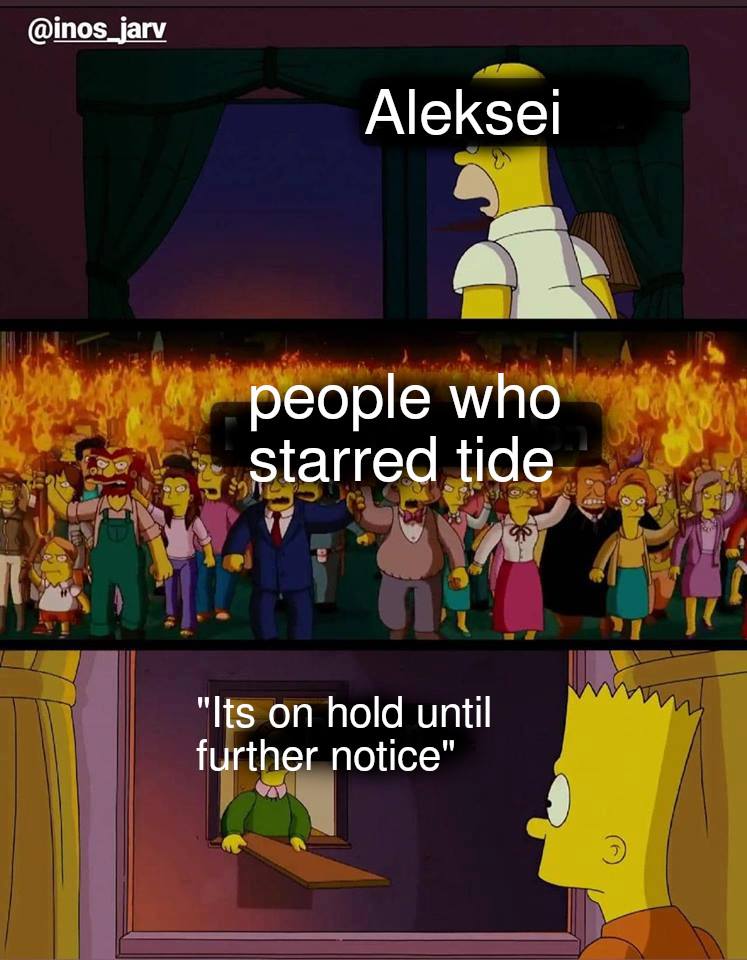 @inos_jarv
Aleksei
people who
starred tide
"Its on hold until
further notice"